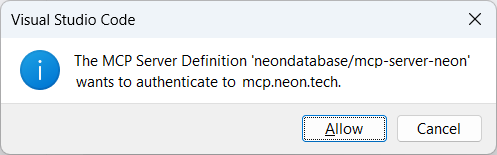 Visual Studio Code
The MCP Server Definition 'neondatabase/mcp-server-neon'
wants to authenticate to mcp.neon.tech.
Allow
Cancel